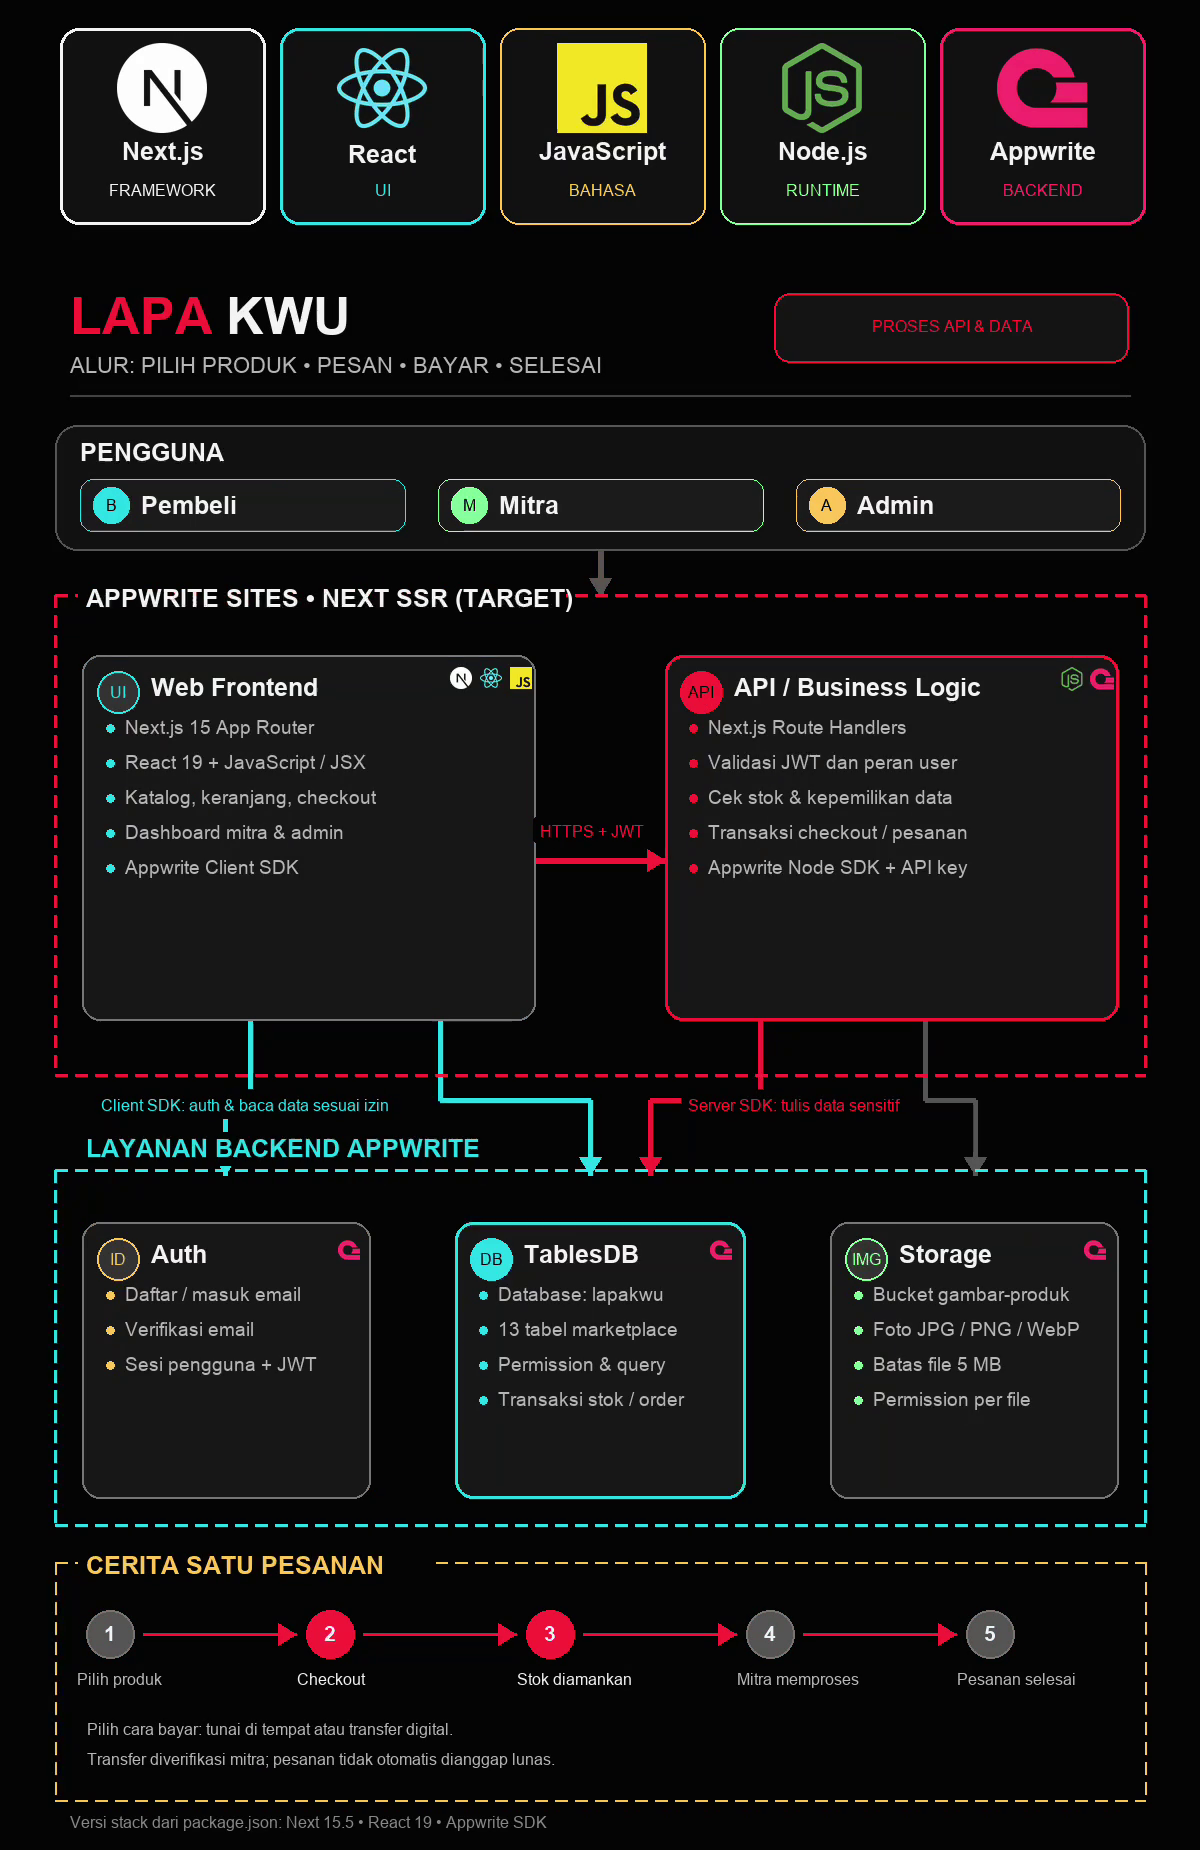 N
JS
JS
Next.js
React
JavaScript
Node.js
Appwrite
FRAMEWORK
UI
BAHASA
RUNTIME
BACKEND
LAPA KWU
PROSES API & DATA
ALUR: PILIH PRODUK • PESAN • BAYAR • SELESAI
PENGGUNA
B Pembeli
M Mitra
A Admin
APPWRITE SITES • NEXT SSR (TARGET)
UI Web Frontend
N
JS
Next.js 15 App Router
React 19 + JavaScript / JSX
Katalog, keranjang, checkout
Dashboard mitra & admin
Appwrite Client SDK
HTTPS + JWT
API API / Business Logic
JS
Next.js Route Handlers
Validasi JWT dan peran user
Cek stok & kepemilikan data
Transaksi checkout / pesanan
Appwrite Node SDK + API key
Client SDK: auth & baca data sesuai izin
Server SDK: tulis data sensitif
LAYANAN BACKEND APPWRITE
ID Auth
Daftar / masuk email
Verifikasi email
Sesi pengguna + JWT
DB TablesDB
Database: lapakwu
13 tabel marketplace
Permission & query
Transaksi stok / order
IMG Storage
Bucket gambar-produk
Foto JPG / PNG / WebP
Batas file 5 MB
Permission per file
CERITA SATU PESANAN
1
2
3
4
5
Pilih produk
Checkout
Stok diamankan
Mitra memproses
Pesanan selesai
Pilih cara bayar: tunai di tempat atau transfer digital.
Transfer diverifikasi mitra; pesanan tidak otomatis dianggap lunas.
Versi stack dari package.json: Next 15.5 • React 19 • Appwrite SDK